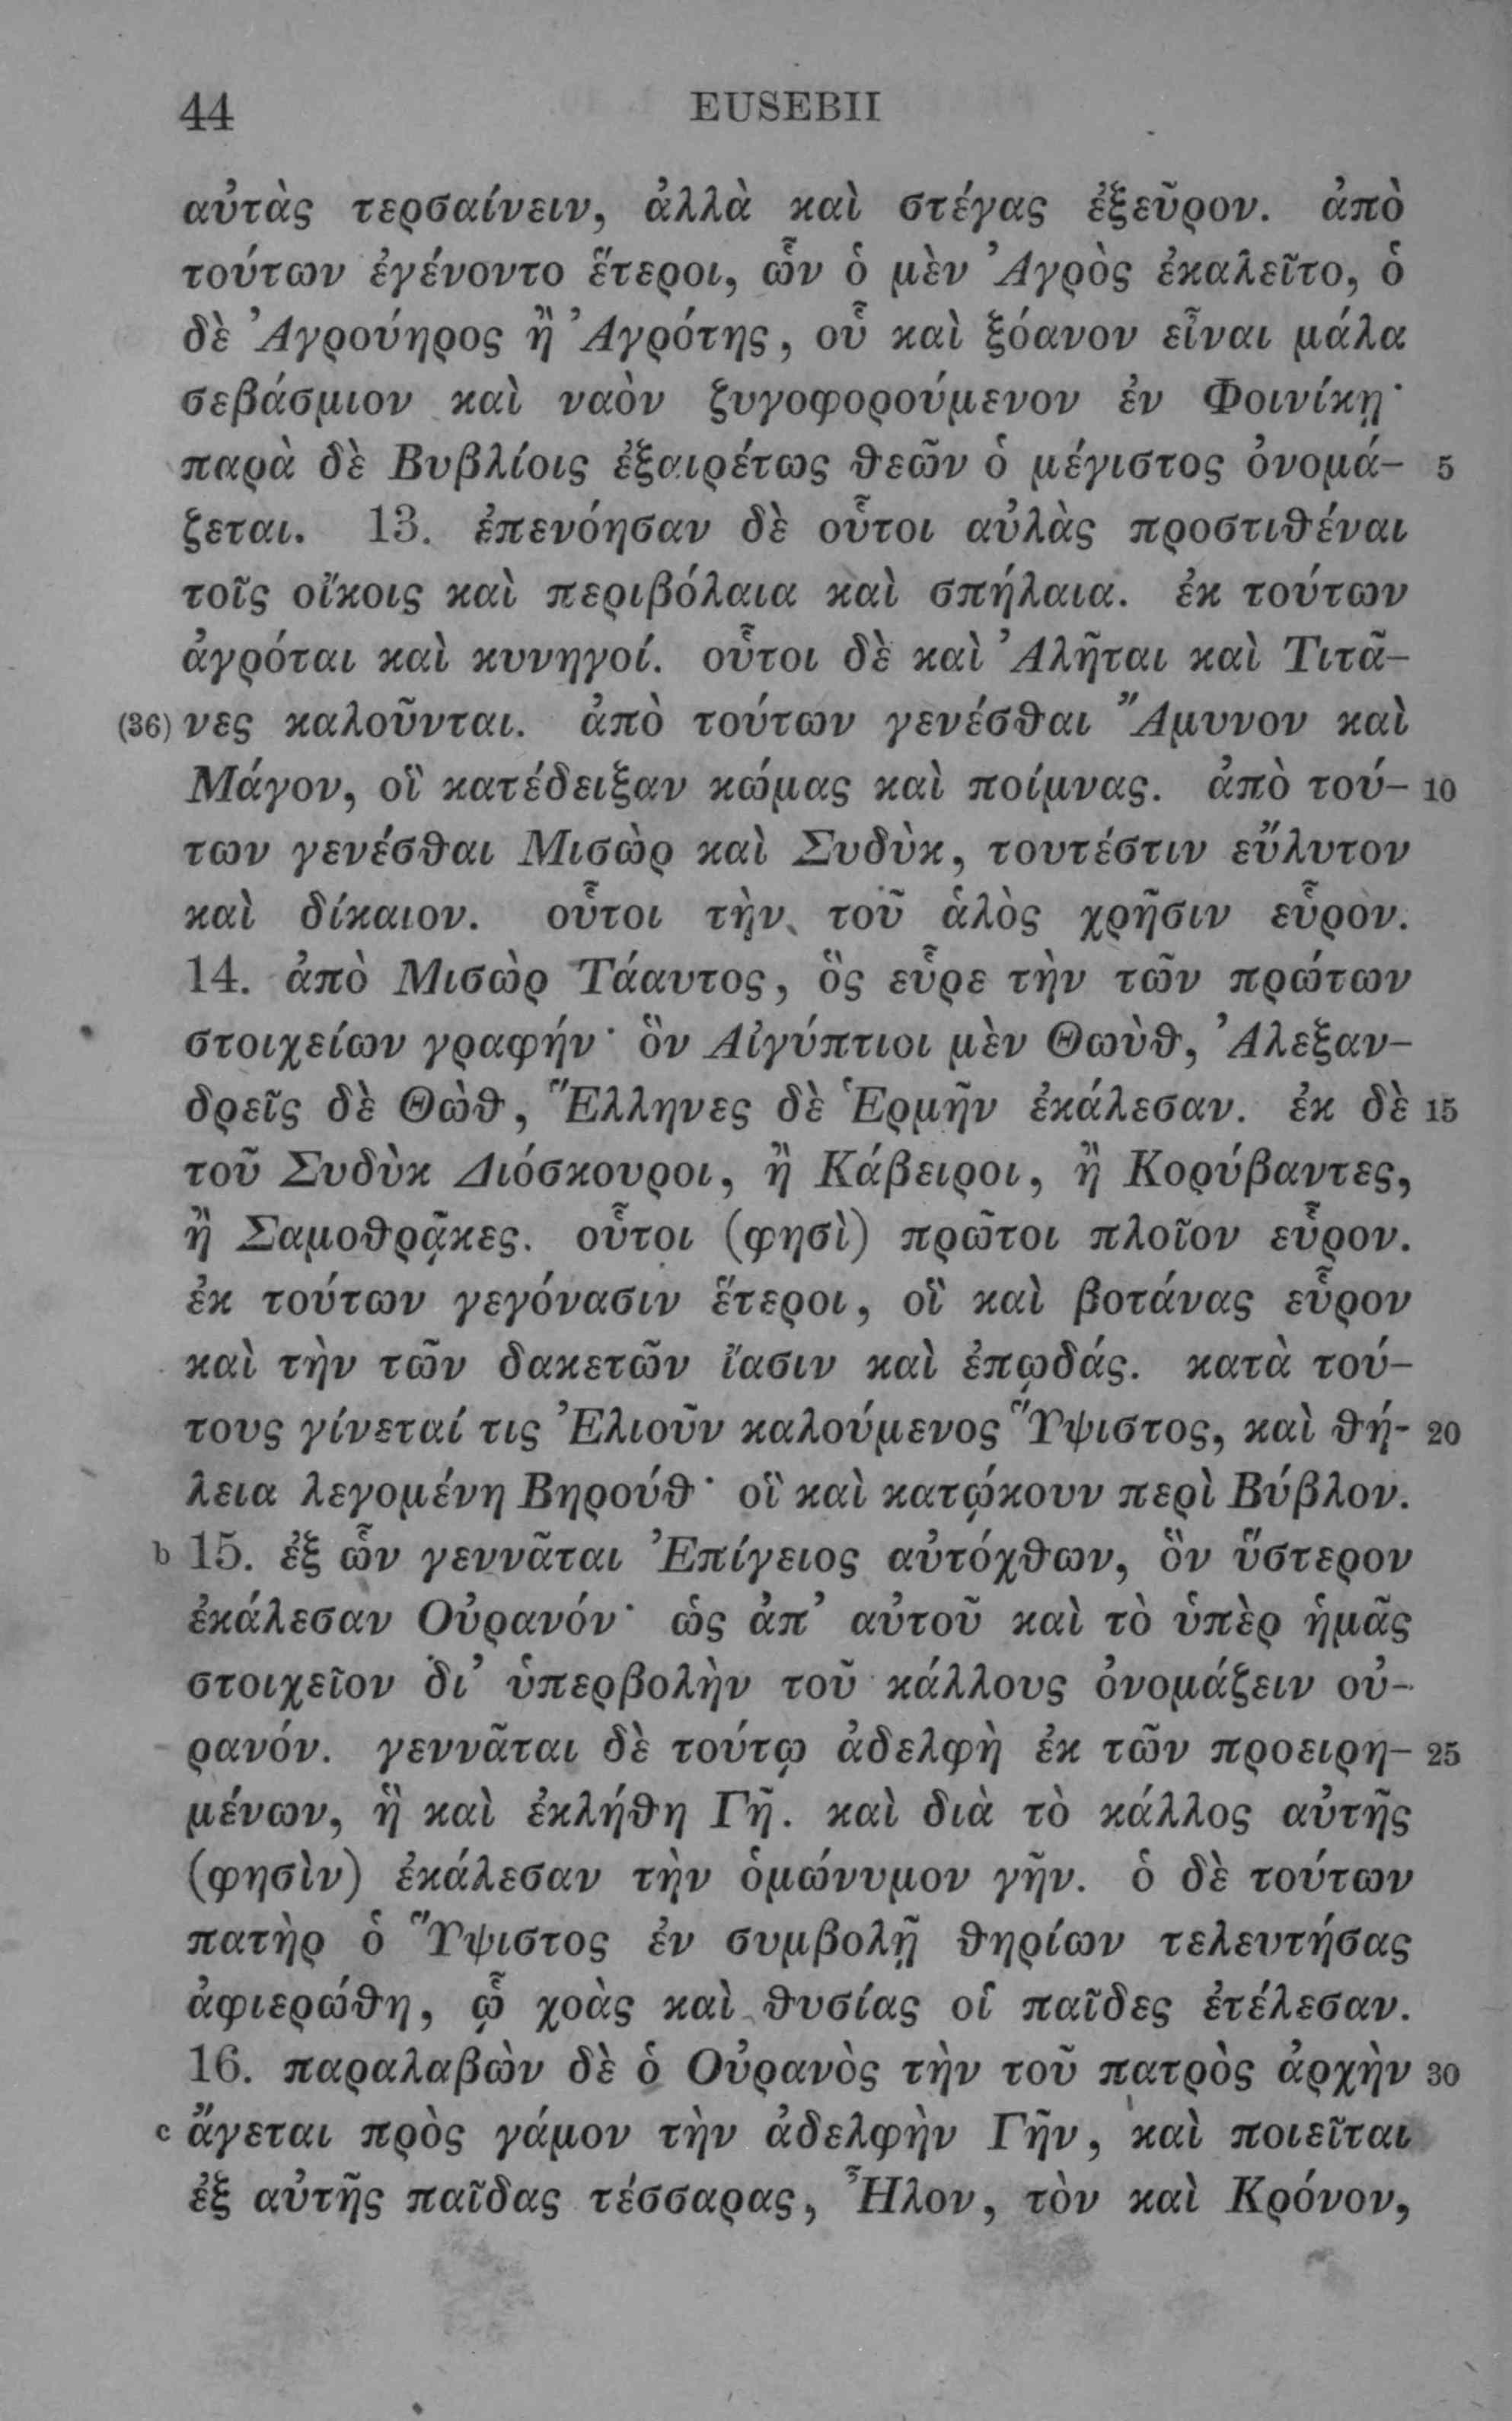 44 EUSEBII
αὐτὰς τερσαίνειν, ἀλλὰ καὶ στέγας ἐξεῦρον. ἀπὸ
τούτων ἐγένοντο ἕτεροι, ὧν ὁ μὲν Ἀγρὸς ἐκαλεῖτο, ὁ
δὲ Ἀγρούηρος ἢ Ἀγρότης, οὗ καὶ ξόανον εἶναι μάλα
σεβάσμιον καὶ ναὸν ζυγοφορούμενον ἐν Φοινίκῃ·
παρὰ δὲ Βυβλίοις ἐξαιρέτως θεῶν ὁ μέγιστος ὀνομά- 5
ζεται. 13. ἐπενόησαν δὲ οὗτοι αὐλὰς προστιθέναι
τοῖς οἴκοις καὶ περιβόλαια καὶ σπήλαια. ἐκ τούτων
ἀγρόται καὶ κυνηγοί. οὗτοι δὲ καὶ Ἀλῆται καὶ Τιτᾶ-
(36) νες καλοῦνται. ἀπὸ τούτων γενέσθαι Ἄμυνον καὶ
Μάγον, οἳ κατέδειξαν κώμας καὶ ποίμνας. ἀπὸ τού- 10
των γενέσθαι Μισὼρ καὶ Συδὺκ, τουτέστιν εὔλυτον
καὶ δίκαιον. οὗτοι τὴν τοῦ ἁλὸς χρῆσιν εὗρον.
14. ἀπὸ Μισὼρ Τάαυτος, ὃς εὗρε τὴν τῶν πρώτων
στοιχείων γραφήν· ὃν Αἰγύπτιοι μὲν Θωὺθ, Ἀλεξαν-
δρεῖς δὲ Θὼθ, Ἕλληνες δὲ Ἑρμῆν ἐκάλεσαν. ἐκ δὲ 15
τοῦ Συδὺκ Διόσκουροι, ἢ Κάβειροι, ἢ Κορύβαντες,
ἢ Σαμοθρᾷκες. οὗτοι (φησὶ) πρῶτοι πλοῖον εὗρον.
ἐκ τούτων γεγόνασιν ἕτεροι, οἳ καὶ βοτάνας εὗρον
καὶ τὴν τῶν δακετῶν ἴασιν καὶ ἐπῳδάς. κατὰ τού-
τους γίνεταί τις Ἐλιοῦν καλούμενος Ὕψιστος, καὶ θή- 20
λεια λεγομένη Βηρούθ· οἳ καὶ κατῴκουν περὶ Βύβλον.
b 15. ἐξ ὧν γεννᾶται Ἐπίγειος αὐτόχθων, ὃν ὕστερον
ἐκάλεσαν Οὐρανόν· ὡς ἀπ’ αὐτοῦ καὶ τὸ ὑπὲρ ἡμᾶς
στοιχεῖον δι’ ὑπερβολὴν τοῦ κάλλους ὀνομάζειν οὐ-
ρανόν. γεννᾶται δὲ τούτῳ ἀδελφὴ ἐκ τῶν προειρη- 25
μένων, ἣ καὶ ἐκλήθη Γῆ. καὶ διὰ τὸ κάλλος αὐτῆς
(φησὶν) ἐκάλεσαν τὴν ὁμώνυμον γῆν. ὁ δὲ τούτων
πατὴρ ὁ Ὕψιστος ἐν συμβολῇ θηρίων τελευτήσας
ἀφιερώθη, ᾧ χοὰς καὶ θυσίας οἱ παῖδες ἐτέλεσαν.
16. παραλαβὼν δὲ ὁ Οὐρανὸς τὴν τοῦ πατρὸς ἀρχὴν 30
c ἄγεται πρὸς γάμον τὴν ἀδελφὴν Γῆν, καὶ ποιεῖται
ἐξ αὐτῆς παῖδας τέσσαρας, Ἦλον, τὸν καὶ Κρόνον,